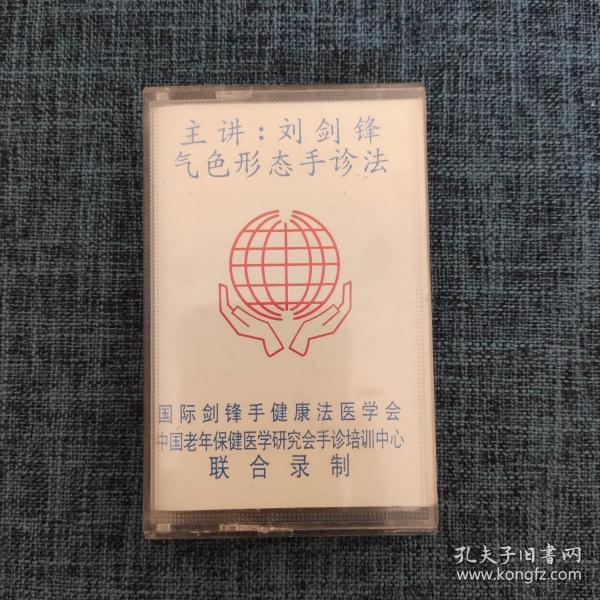 主讲：刘剑锋
气色形态手诊法
国际剑锋手健康法医学会
中国老年保健医学研究会手诊培训中心
联合录制
孔夫子旧書网
www.kongfz.com